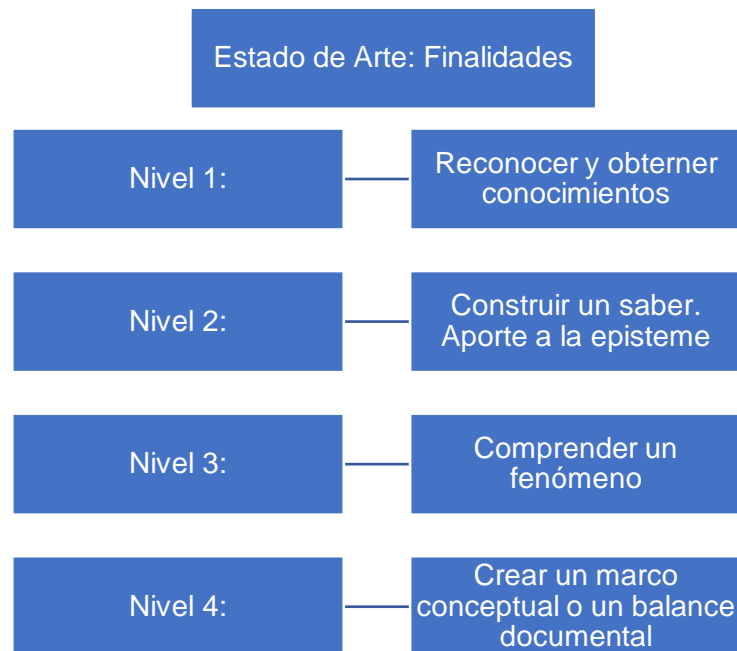 Estado de Arte: Finalidades
Nivel 1:
Reconocer y obterner
conocimientos
Nivel 2:
Construir un saber.
Aporte a la episteme
Nivel 3:
Comprender un
fenómeno
Nivel 4:
Crear un marco
conceptual o un balance
documental